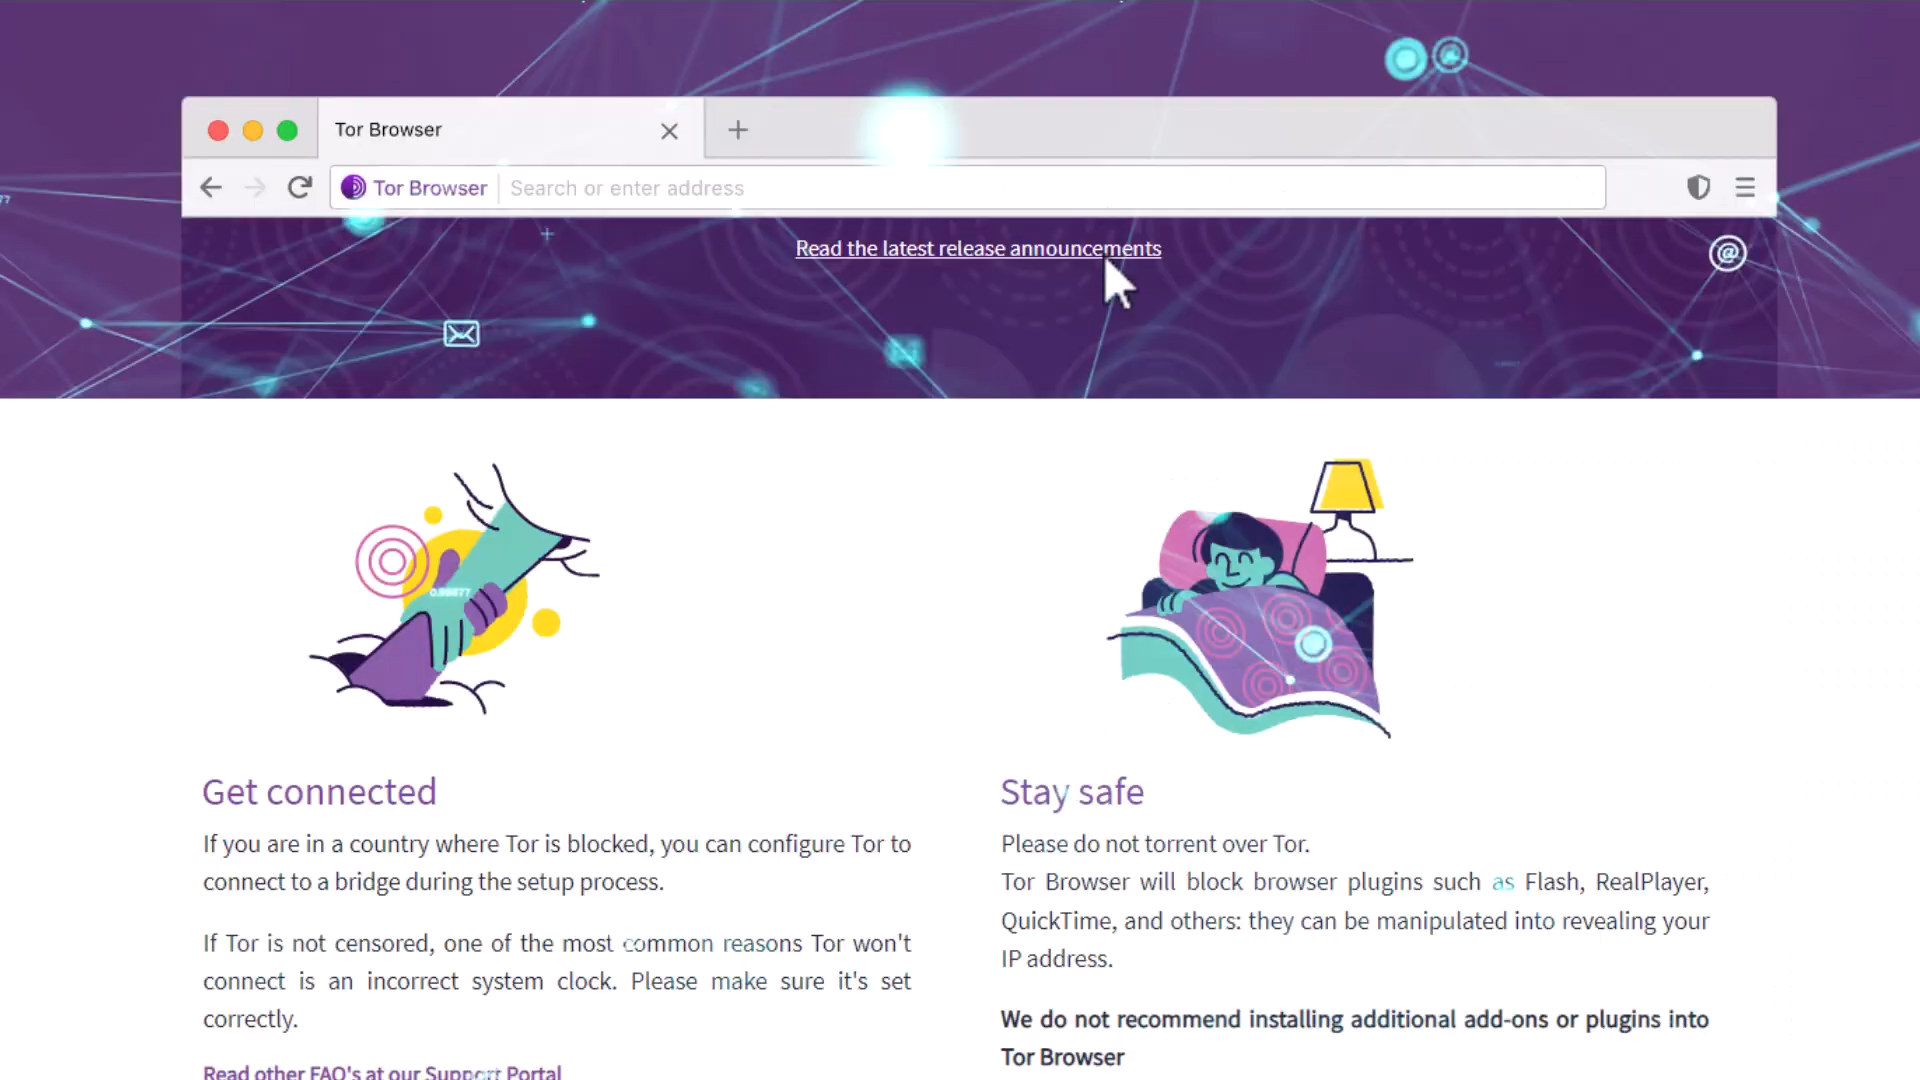 Tor Browser
Tor Browser Search or enter address
Read the latest release announcements
0.98877
Get connected
If you are in a country where Tor is blocked, you can configure Tor to
connect to a bridge during the setup process.
If Tor is not censored, one of the most common reasons Tor won't
connect is an incorrect system clock. Please make sure it's set
correctly.
Read other FAQ's at our Support Portal
Stay safe
Please do not torrent over Tor.
Tor Browser will block browser plugins such as Flash, RealPlayer,
QuickTime, and others: they can be manipulated into revealing your
IP address.
We do not recommend installing additional add-ons or plugins into
Tor Browser